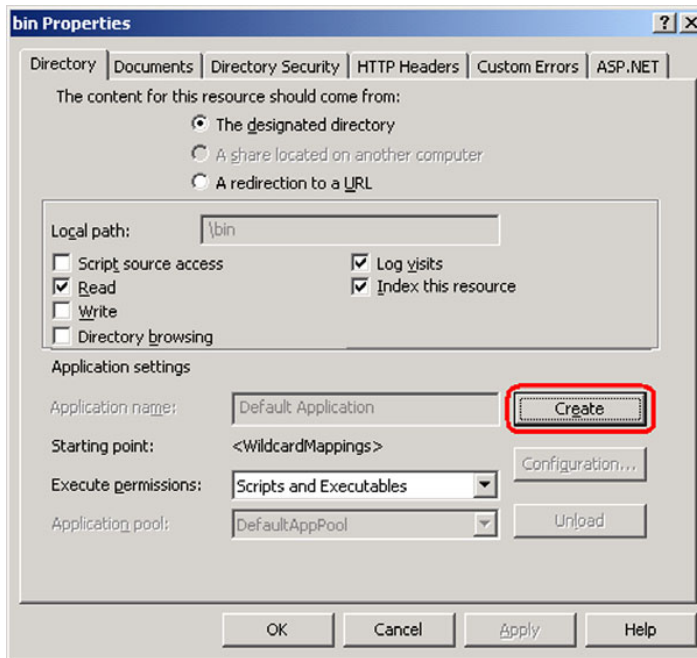 bin Properties
Directory Documents Directory Security HTTP Headers Custom Errors ASP.NET
The content for this resource should come from:
The designated directory
A share located on another computer
A redirection to a URL
Local path: \bin
Script source access Log visits
Read Index this resource
Write
Directory browsing
Application settings
Application name: Default Application Create
Starting point: <WildcardMappings>
Configuration...
Execute permissions: Scripts and Executables
Application pool: DefaultAppPool Unload
OK Cancel Apply Help